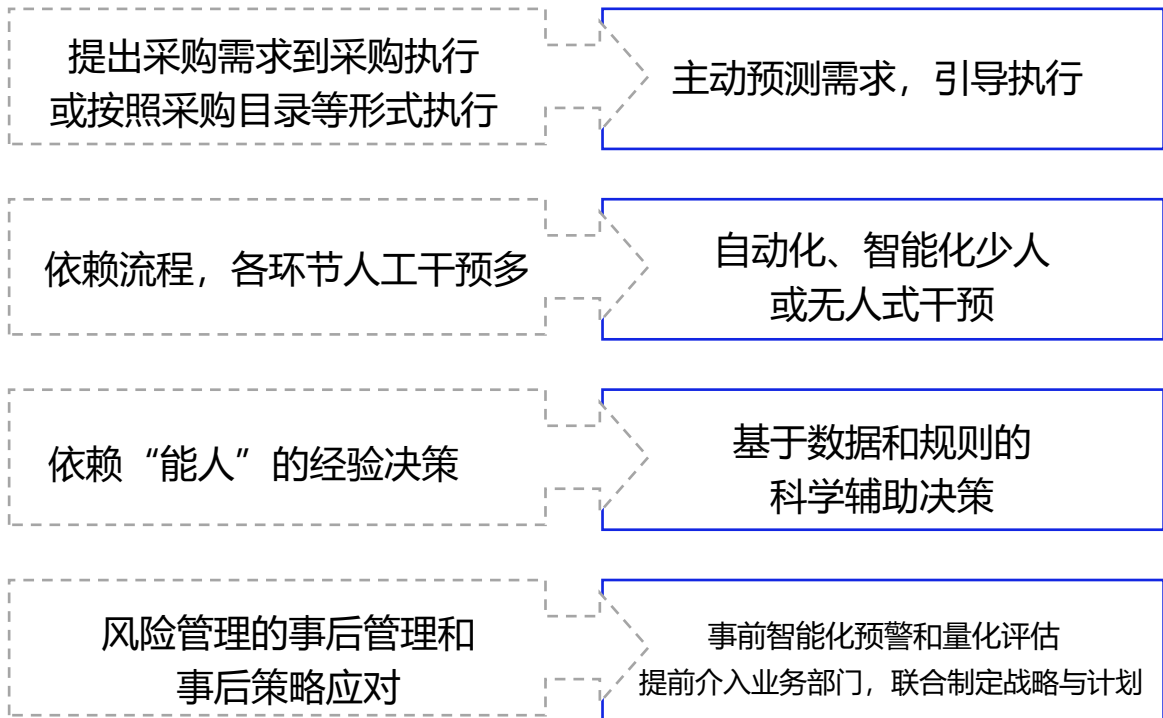 提出采购需求到采购执行
或按照采购目录等形式执行
主动预测需求，引导执行
依赖流程，各环节人工干预多
自动化、智能化少人
或无人式干预
依赖“能人”的经验决策
基于数据和规则的
科学辅助决策
风险管理的事后管理和
事后策略应对
事前智能化预警和量化评估
提前介入业务部门，联合制定战略与计划